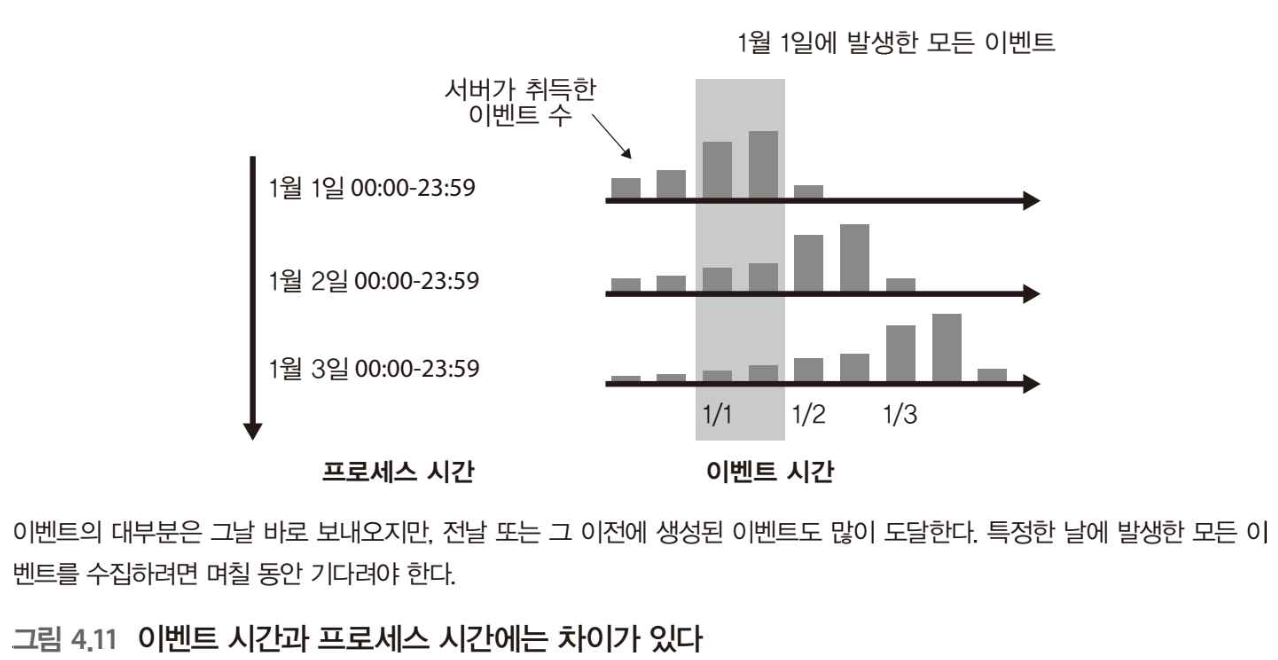 1월 1일에 발생한 모든 이벤트
서버가 취득한
이벤트 수
1월 1일 00:00-23:59
1월 2일 00:00-23:59
1월 3일 00:00-23:59
1/1 1/2 1/3
프로세스 시간 이벤트 시간
이벤트의 대부분은 그날 바로 보내오지만, 전날 또는 그 이전에 생성된 이벤트도 많이 도달한다. 특정한 날에 발생한 모든 이
벤트를 수집하려면 며칠 동안 기다려야 한다.
그림 4.11 이벤트 시간과 프로세스 시간에는 차이가 있다